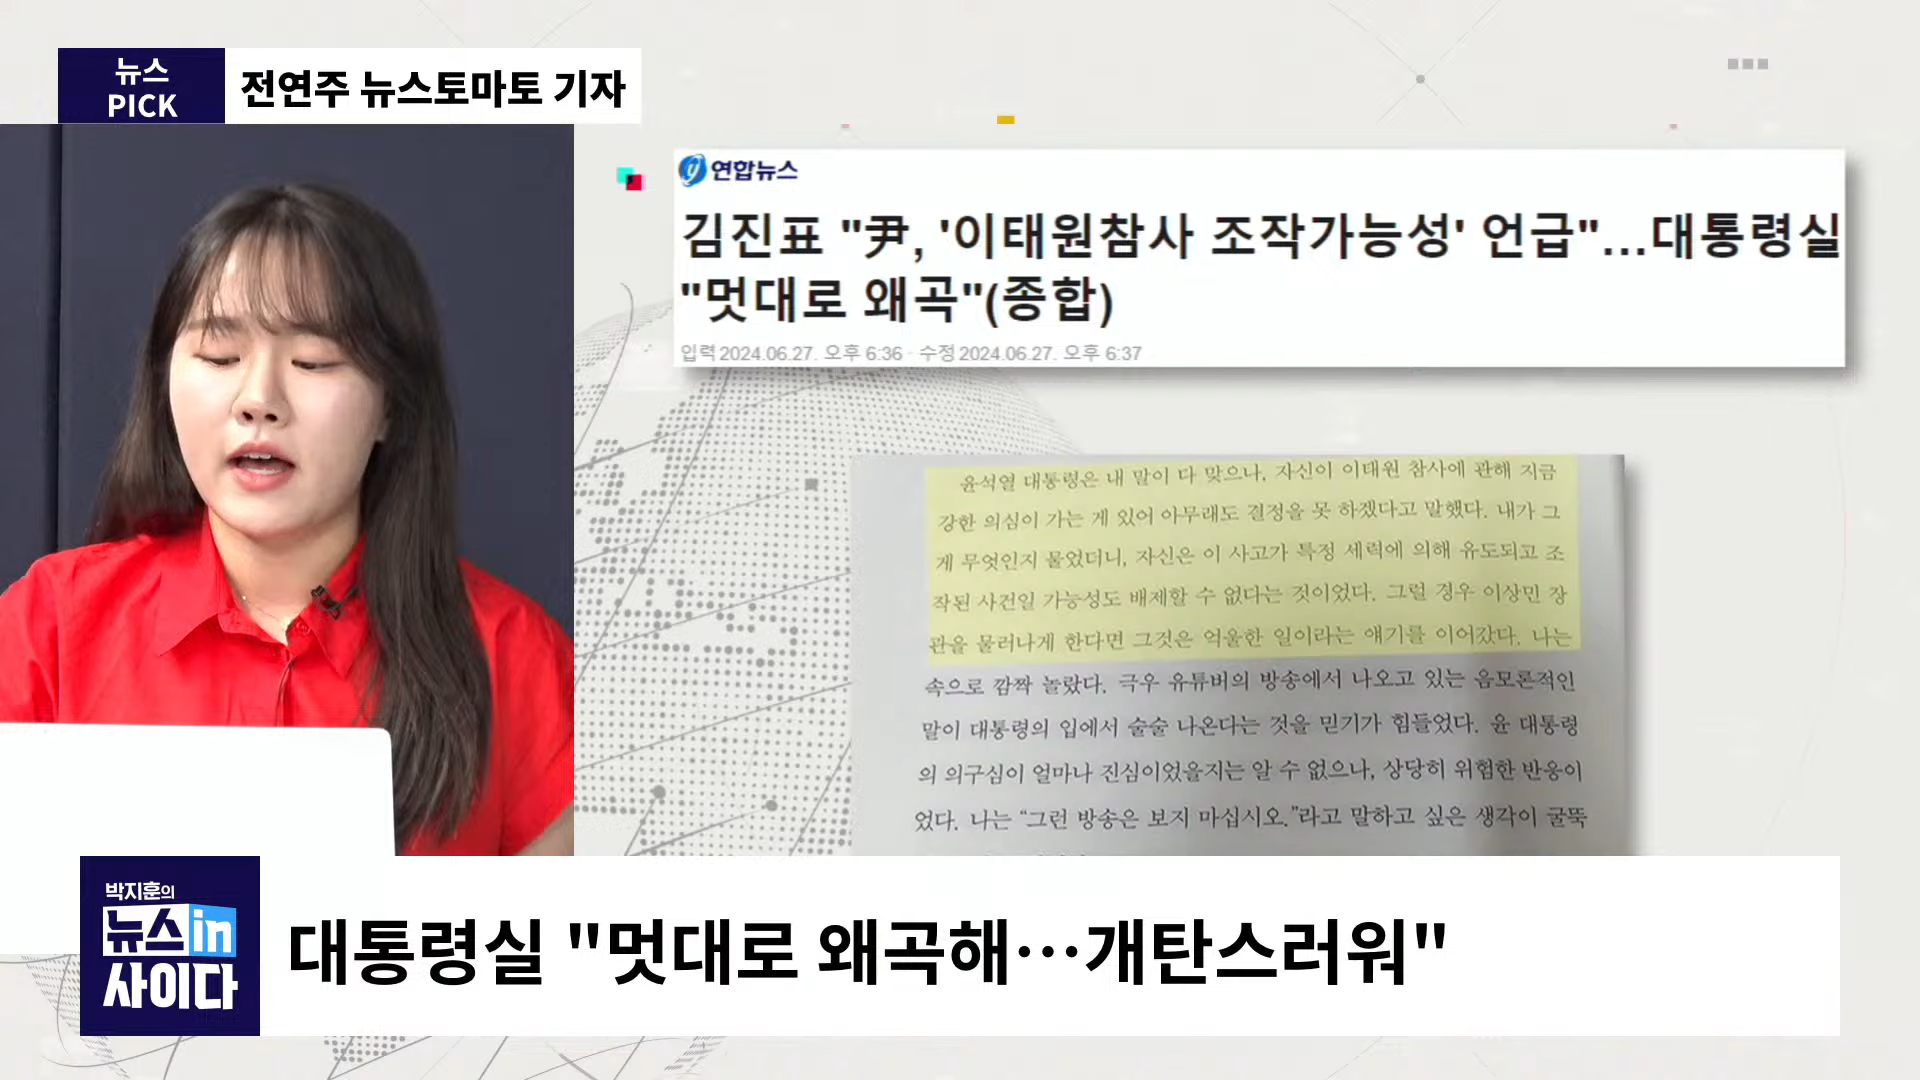 뉴스
PICK
전연주 뉴스토마토 기자
연합뉴스
김진표 "尹, '이태원참사 조작가능성' 언급"...대통령실
"멋대로 왜곡"(종합)
입력 2024.06.27. 오후 6:36 · 수정 2024.06.27. 오후 6:37
윤석열 대통령은 내 말이 다 맞으나, 자신이 이태원 참사에 관해 지금
강한 의심이 가는 게 있어 아무래도 결정을 못 하겠다고 말했다. 내가 그
게 무엇인지 물었더니, 자신은 이 사고가 특정 세력에 의해 유도되고 조
작된 사건일 가능성도 배제할 수 없다는 것이었다. 그럴 경우 이상민 장
관을 물러나게 한다면 그것은 억울한 일이라는 얘기를 이어갔다. 나는
속으로 깜짝 놀랐다. 극우 유튜버의 방송에서 나오고 있는 음모론적인
말이 대통령의 입에서 술술 나온다는 것을 믿기가 힘들었다. 윤 대통령
의 의구심이 얼마나 진심이었을지는 알 수 없으나, 상당히 위험한 반응이
었다. 나는 “그런 방송은 보지 마십시오.”라고 말하고 싶은 생각이 굴뚝
박지훈의
뉴스in
사이다
대통령실 "멋대로 왜곡해…개탄스러워"